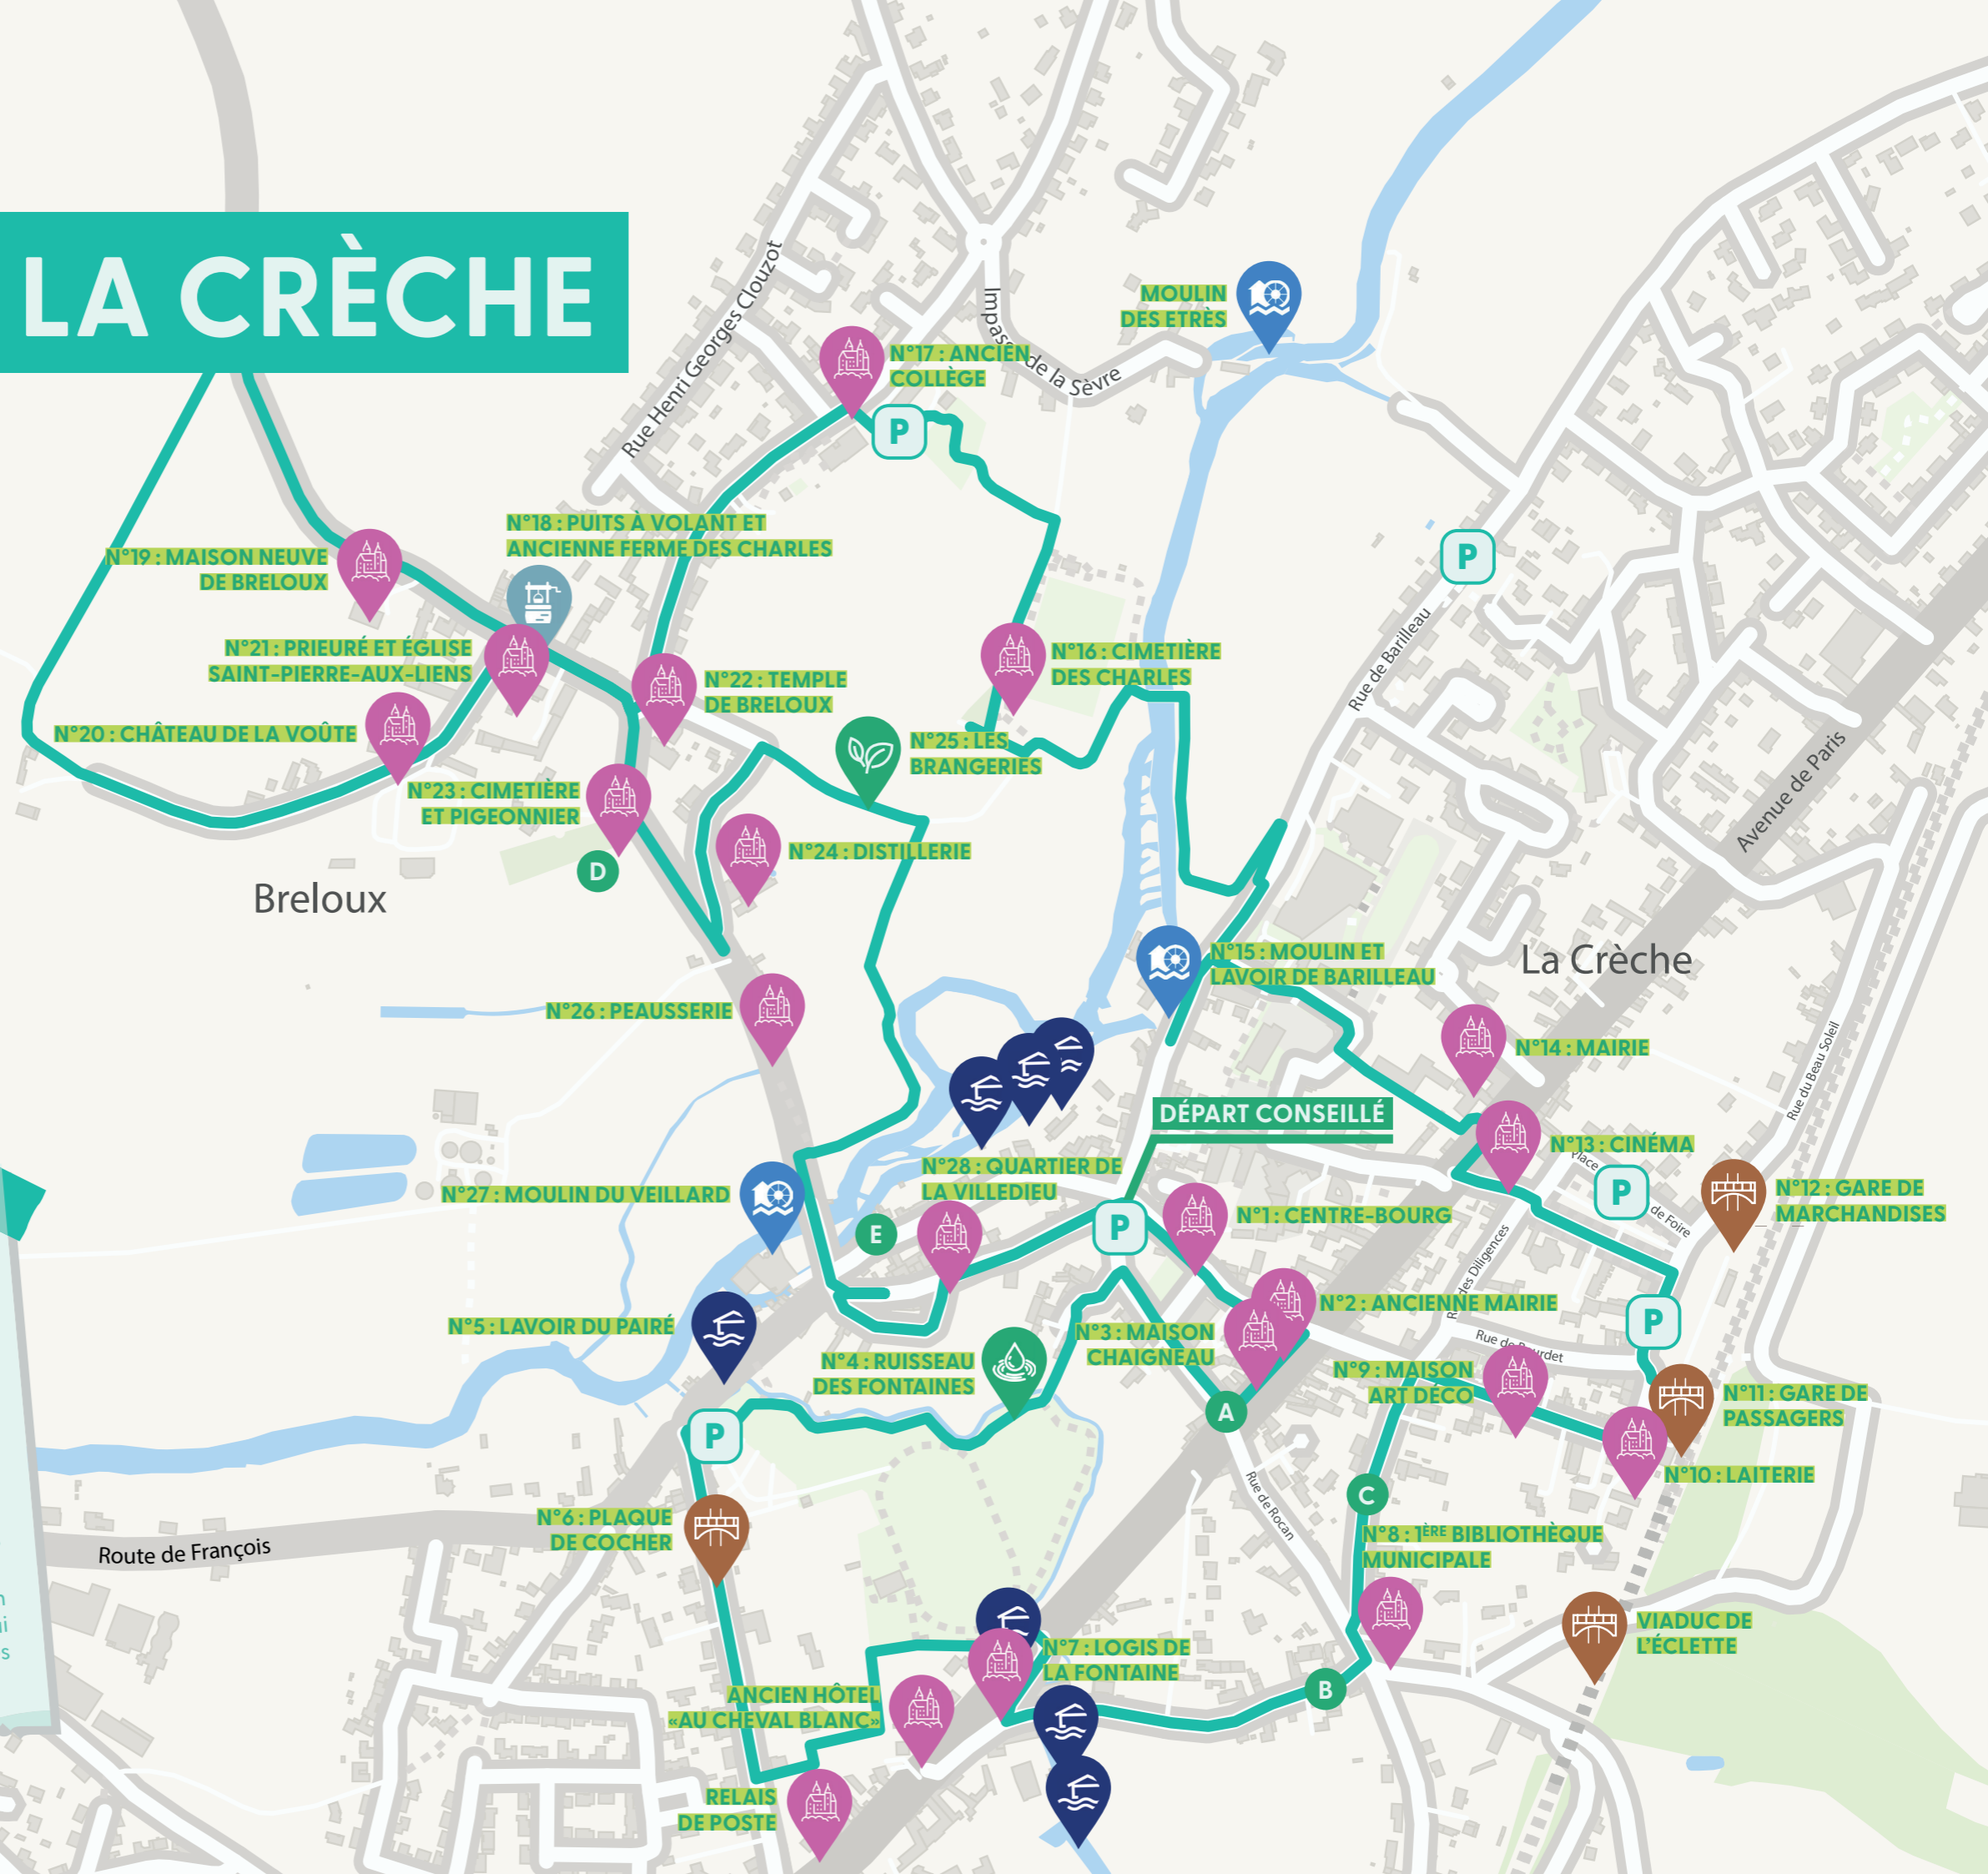 LA CRÈCHE
Rue Henri Georges Clouzot
Impasse de la Sèvre
MOULIN
DES ETRÈS
N°17 : ANCIEN
COLLÈGE
P
N°18 : PUITS À VOLANT ET
ANCIENNE FERME DES CHARLES
N°19 : MAISON NEUVE
DE BRELOUX
P
Rue de Barilleau
N°21 : PRIEURÉ ET ÉGLISE
SAINT-PIERRE-AUX-LIENS
N°16 : CIMETIÈRE
DES CHARLES
N°22 : TEMPLE
DE BRELOUX
N°20 : CHÂTEAU DE LA VOÛTE
N°25 : LES
BRANGERIES
Avenue de Paris
N°23 : CIMETIÈRE
ET PIGEONNIER
D
N°24 : DISTILLERIE
Breloux
N°15 : MOULIN ET
LAVOIR DE BARILLEAU
La Crèche
N°26 : PEAUSSERIE
N°14 : MAIRIE
Rue du Beau Soleil
DÉPART CONSEILLÉ
N°13 : CINÉMA
Place de Foire
P
N°28 : QUARTIER DE
LA VILLEDIEU
N°27 : MOULIN DU VEILLARD
N°12 : GARE DE
MARCHANDISES
P
N°1 : CENTRE-BOURG
E
des Diligences
N°2 : ANCIENNE MAIRIE
P
N°5 : LAVOIR DU PAIRÉ
N°3 : MAISON
CHAIGNEAU
Rue de
N°4 : RUISSEAU
DES FONTAINES
N°9 : MAISON
ART DÉCO
N°11 : GARE DE
PASSAGERS
A
P
N°10 : LAITERIE
Rue de Rocan
C
N°6 : PLAQUE
DE COCHER
Route de François
N°8 : 1ÈRE BIBLIOTHÈQUE
MUNICIPALE
VIADUC DE
L'ÉCLETTE
N°7 : LOGIS DE
LA FONTAINE
B
ANCIEN HÔTEL
«AU CHEVAL BLANC»
RELAIS
DE POSTE